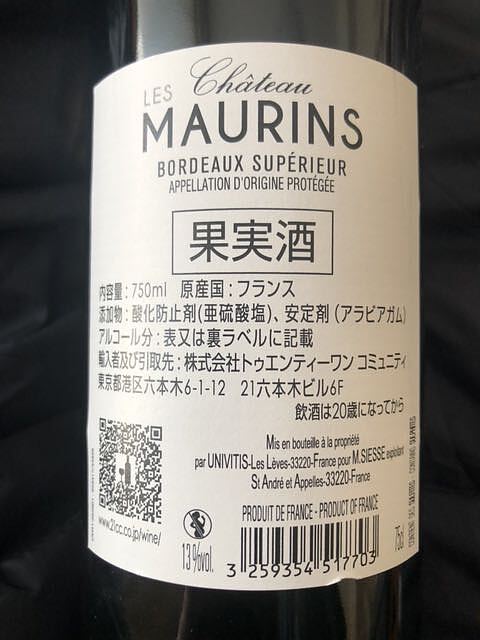 Château
LES
MAURINS
BORDEAUX SUPÉRIEUR
APPELLATION D'ORIGINE PROTÉGÉE
果実酒
内容量:750ml 原産国:フランス
添加物:酸化防止剤(亜硫酸塩)、安定剤(アラビアガム)
アルコール分:表又は裏ラベルに記載
輸入者及び引取先:株式会社トゥエンティーワン コミュニティ
東京都港区六本木6-1-12 21六本木ビル6F
飲酒は20歳になってから
Mis en bouteille à la propriété
par UNIVITIS-Les Lèves-33220-France pour M.SIESSE exploitant
St André et Appelles-33220-France
PRODUIT DE FRANCE - PRODUCT OF FRANCE
www.21cc.co.jp/wine/
13%vol.
3 259354 517703
75cl
CONTIENT DES SULFITES - CONTAINS SULPHITES